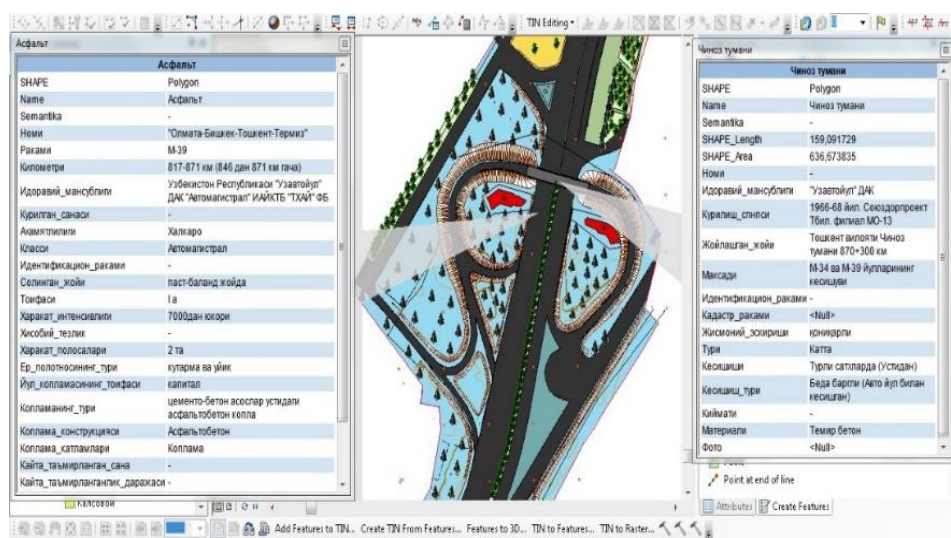 TIN Editing
Асфальт
Асфальт
SHAPE Polygon
Name Асфальт
Semantika -
Номи "Олмата-Бишкек-Тошкент-Термиз"
Раками М-39
Километри 817-871 км (846 дан 871 км гача)
Идоравий_мансублиги Узбекистон Республикаси "Узавтойул"
ДАК "Автомагистрал" ИАЙКТБ "ТХАЙ" ФБ
Курилган_санаси -
Ахамятлилиги Халкаро
Класси Автомагистрал
Идентификацион_раками -
Солинган_жойи паст-баланд жойда
Тоифаси I а
Харакат_интенсивлиги 7000дан юкори
Хисобий_тезлик -
Харакат_полосалари 2 та
Ер_полотносининг_тури кутарма ва уйик
Йул_копламасининг_тоифаси капитал
Копламанинг_тури цементо-бетон асослар устидаги
асфальтобетон копла
Коплама_конструкцияси Асфальтобетон
Коплама_катламлари Коплама
Кайта_таъмирланган_сана -
Кайта_таъмирланганлик_даражаси -
Калсовой
Чиноз тумани
Чиноз тумани
SHAPE Polygon
Name Чиноз тумани
Semantika -
SHAPE_Length 159,091729
SHAPE_Area 636,673835
Номи -
Идоравий_мансублиги "Узавтойул" ДАК
Курилиш_спнпси 1966-68 йил. Союздорпроект
Тбил. филиал МО-13
Жойлашган_жойи Тошкент вилояти Чиноз
тумани 870+300 км
Максади М-34 ва М-39 йулларининг
кесишуви
Идентификацион_раками -
Кадастр_раками <Null>
Жисмоний_эскириши қониқарли
Тури Катта
Кесишиши Турли сатхларда (Устидан)
Кесишиш_тури Беда баргли (Авто йул билан
кесишган)
Киймати -
Материали Темир бетон
Фото <Null>
Point at end of line
Attributes Create Features
Add Features to TIN... Create TIN From Features... Features to 3D... TIN to Features... TIN to Raster...